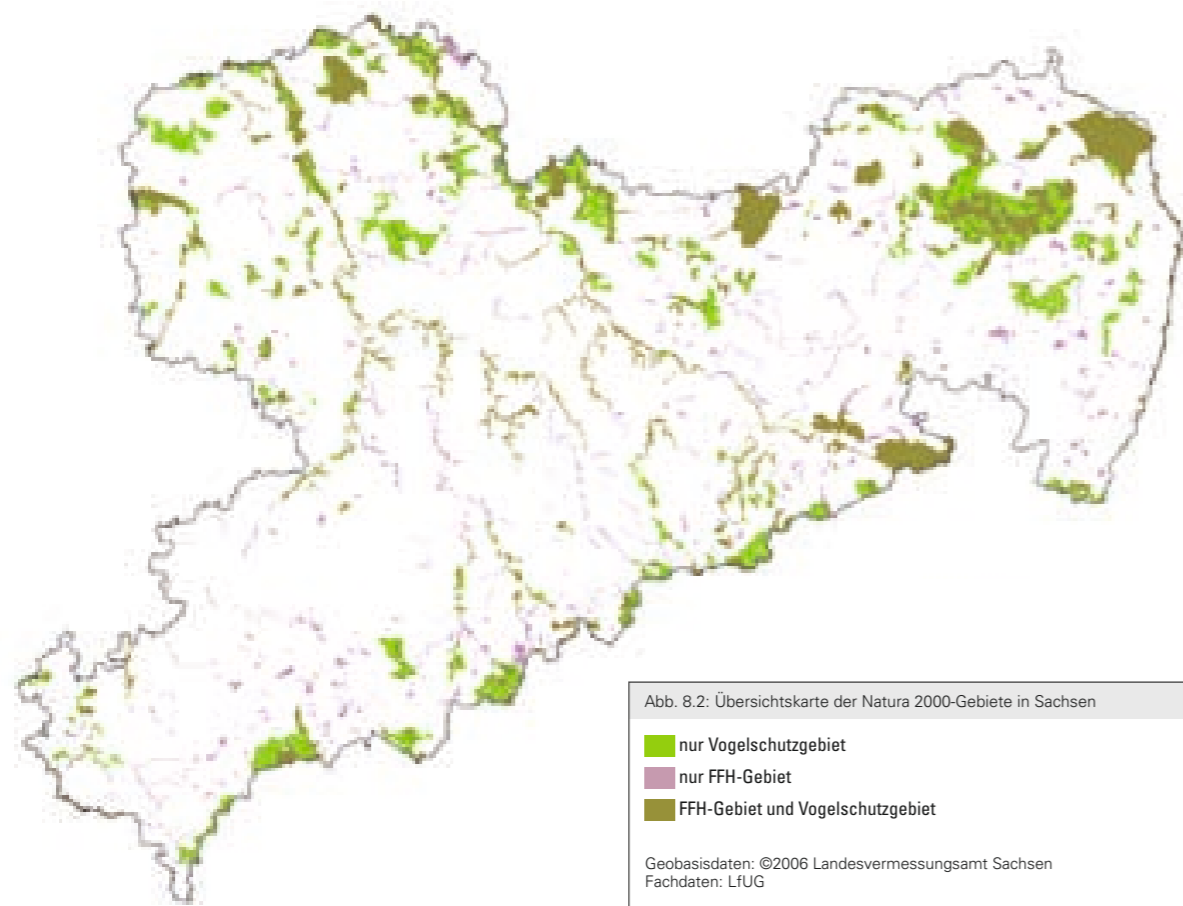 Abb. 8.2: Übersichtskarte der Natura 2000-Gebiete in Sachsen
nur Vogelschutzgebiet
nur FFH-Gebiet
FFH-Gebiet und Vogelschutzgebiet
Geobasisdaten: ©2006 Landesvermessungsamt Sachsen
Fachdaten: LfUG